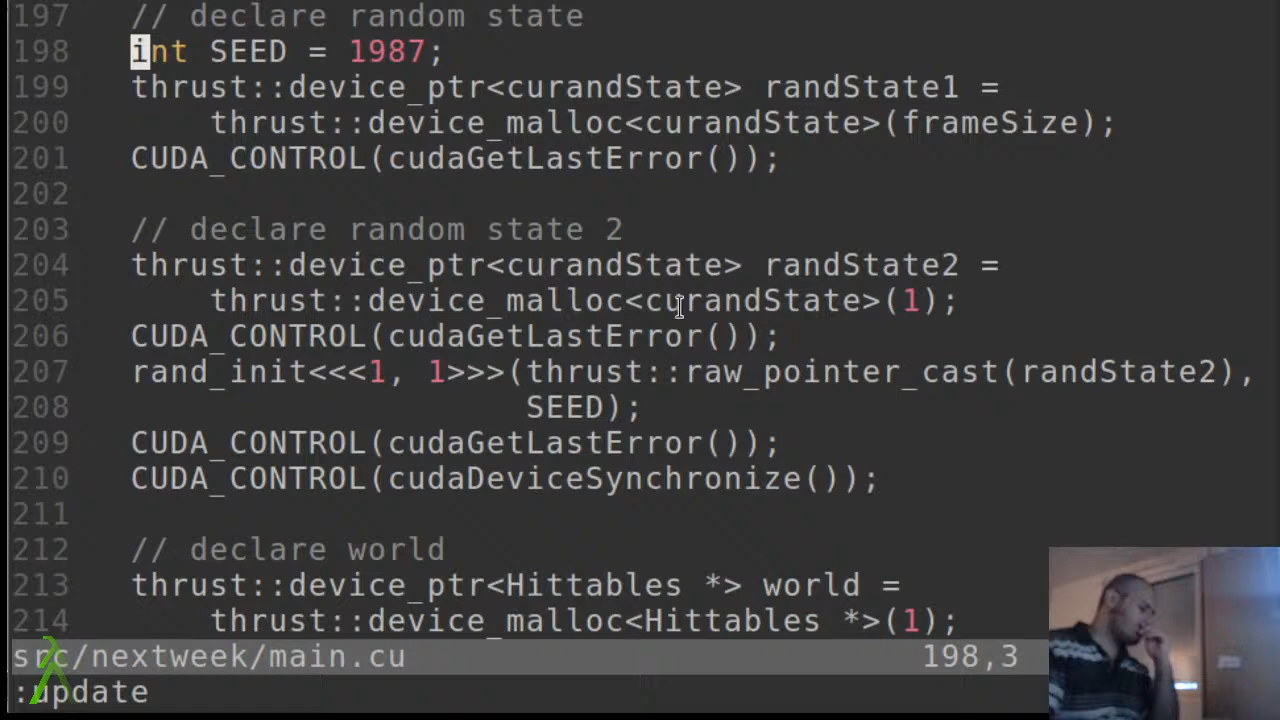 197 // declare random state
198 int SEED = 1987;
199 thrust::device_ptr<curandState> randState1 =
200 thrust::device_malloc<curandState>(frameSize);
201 CUDA_CONTROL(cudaGetLastError());
202
203 // declare random state 2
204 thrust::device_ptr<curandState> randState2 =
205 thrust::device_malloc<curandState>(1);
206 CUDA_CONTROL(cudaGetLastError());
207 rand_init<<<1, 1>>>(thrust::raw_pointer_cast(randState2),
208 SEED);
209 CUDA_CONTROL(cudaGetLastError());
210 CUDA_CONTROL(cudaDeviceSynchronize());
211
212 // declare world
213 thrust::device_ptr<Hittables *> world =
214 thrust::device_malloc<Hittables *>(1);
src/nextweek/main.cu 198,3
:update